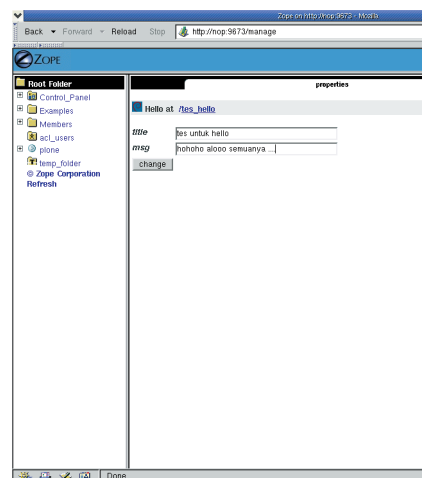 Zope on http://nop:9673 - Mozilla
Back Forward Reload Stop http://nop:9673/manage
ZOPE
Root Folder
Control_Panel
Examples
Members
acl_users
plone
temp_folder
© Zope Corporation
Refresh
properties
Hello at /tes_hello
title tes untuk hello
msg hohoho alooo semuanya ...
change
Done